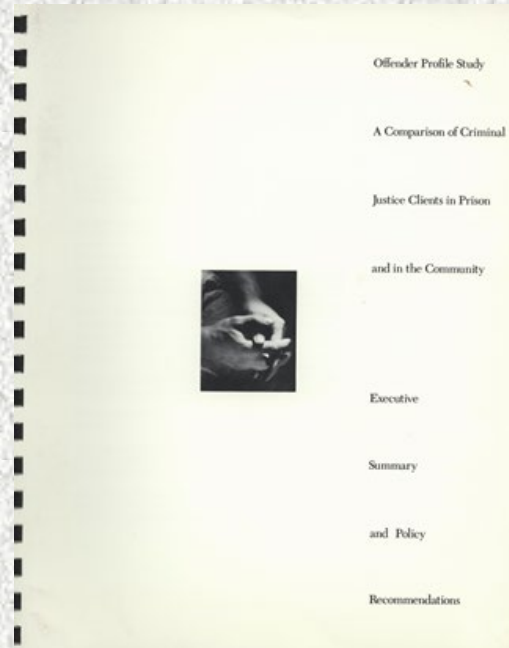 Offender Profile Study
A Comparison of Criminal
Justice Clients in Prison
and in the Community
Executive
Summary
and Policy
Recommendations